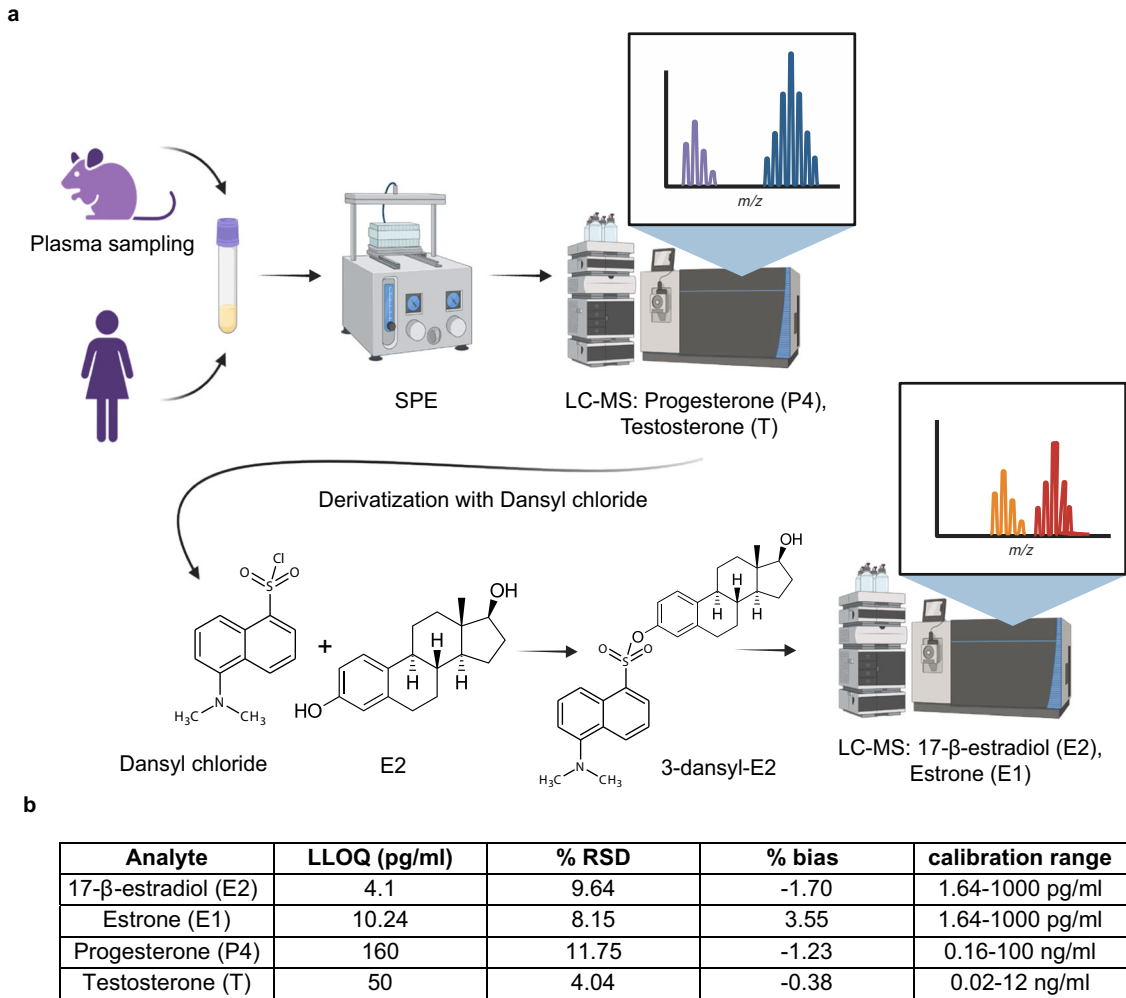 a
m/z
Plasma sampling
SPE
LC-MS: Progesterone (P4),
Testosterone (T)
Derivatization with Dansyl chloride
m/z
Cl
O
S
O
N
H₃C
CH₃
Dansyl chloride
+
OH
H
H
H
HO
E2
OH
H
H
H
O
O
S
O
N
H₃C
CH₃
3-dansyl-E2
LC-MS: 17-β-estradiol (E2),
Estrone (E1)
b
Analyte LLOQ (pg/ml) % RSD % bias calibration range
17-β-estradiol (E2) 4.1 9.64 -1.70 1.64-1000 pg/ml
Estrone (E1) 10.24 8.15 3.55 1.64-1000 pg/ml
Progesterone (P4) 160 11.75 -1.23 0.16-100 ng/ml
Testosterone (T) 50 4.04 -0.38 0.02-12 ng/ml